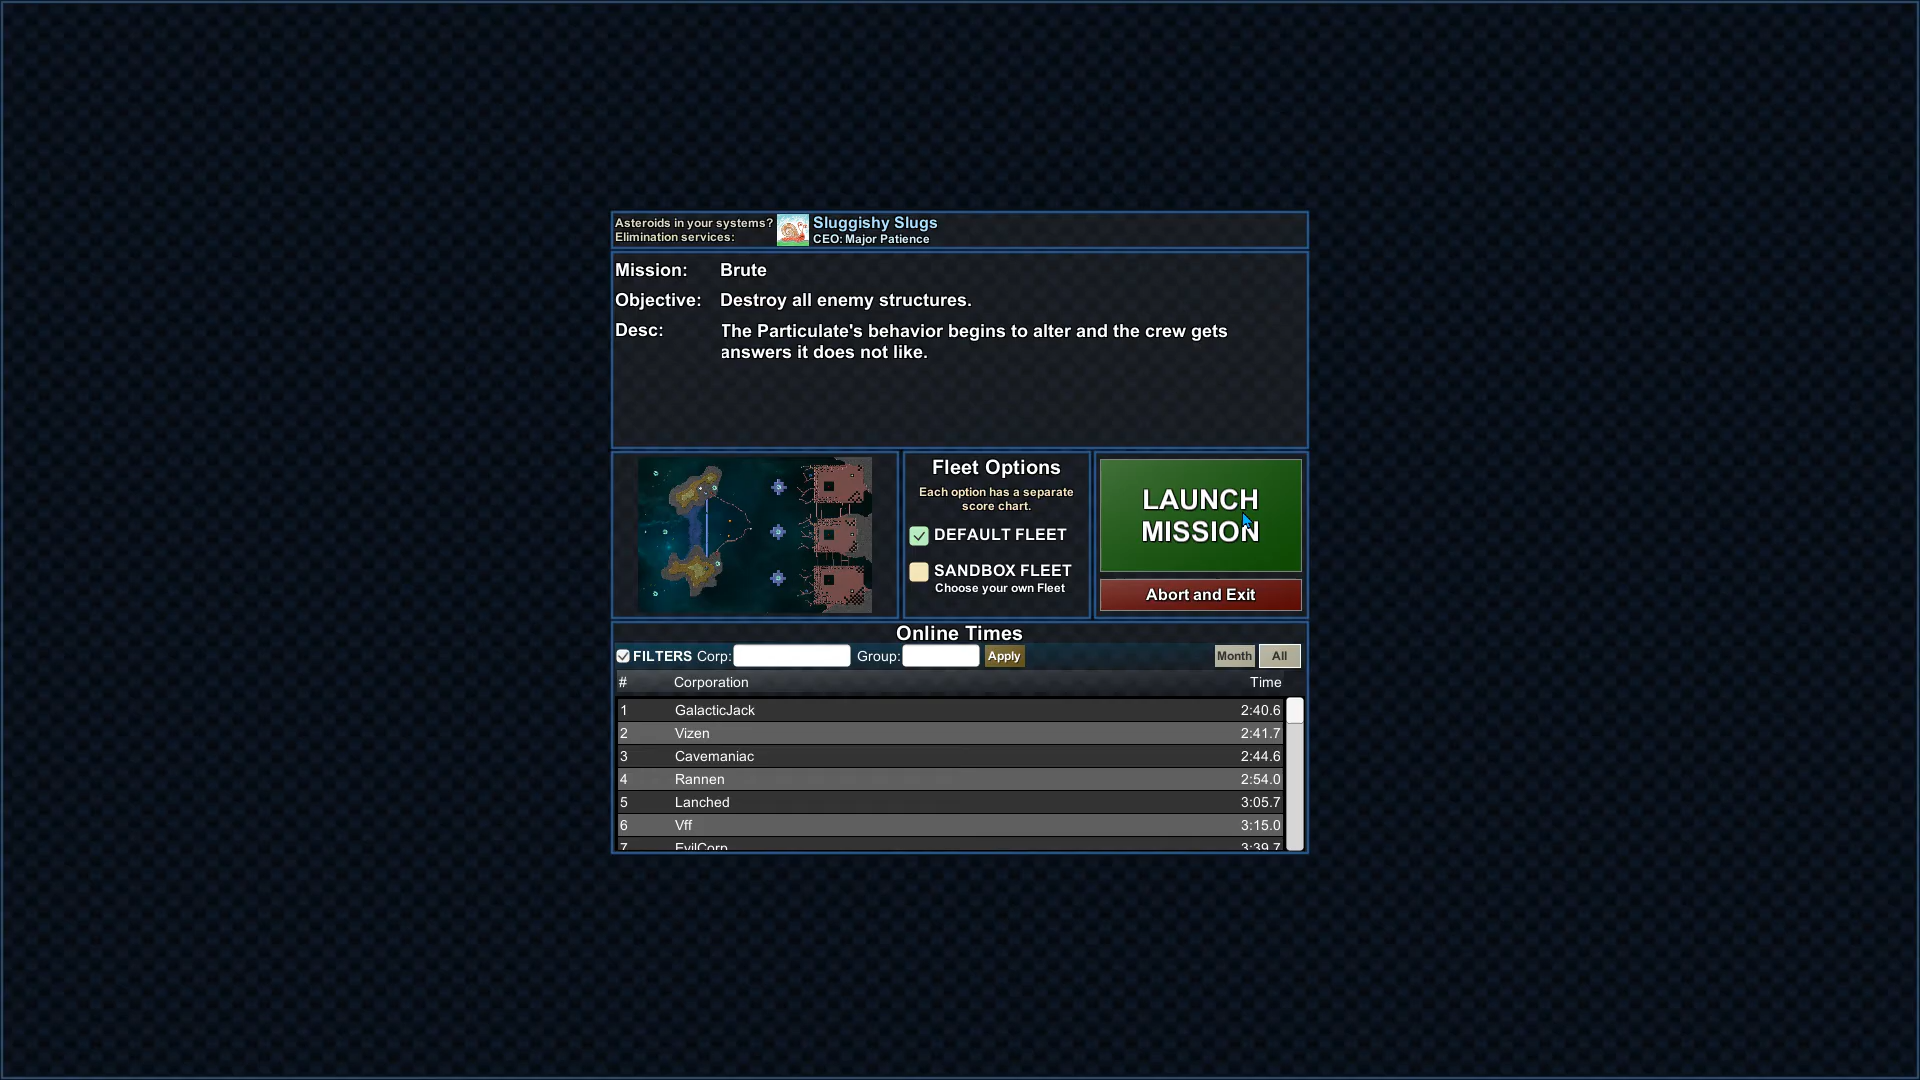 Asteroids in your systems?
Elimination services:
Sluggishy Slugs
CEO: Major Patience
Mission: Brute
Objective: Destroy all enemy structures.
Desc: The Particulate's behavior begins to alter and the crew gets
answers it does not like.
Fleet Options
Each option has a separate
score chart.
DEFAULT FLEET
SANDBOX FLEET
Choose your own Fleet
LAUNCH
MISSION
Abort and Exit
Online Times
FILTERS Corp: Group: Apply Month All
# Corporation Time
1 GalacticJack 2:40.6
2 Vizen 2:41.7
3 Cavemaniac 2:44.6
4 Rannen 2:54.0
5 Lanched 3:05.7
6 Vff 3:15.0
7 EvilCorp 3:39.7